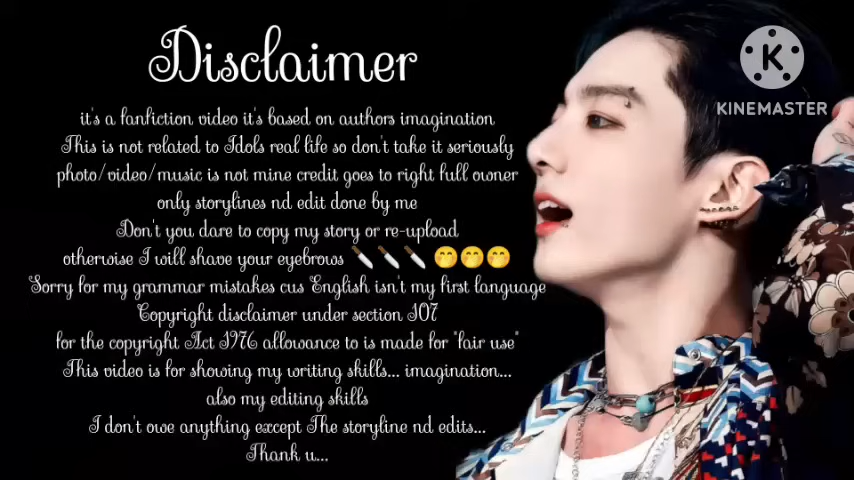 Disclaimer
it's a fanfiction video it's based on authors imagination
This is not related to Idols real life so don't take it seriously
photo/video/music is not mine credit goes to right full owner
only storylines nd edit done by me
Don't you dare to copy my story or re-upload
otherwise I will shave your eyebrows 🔪🔪🔪 🤭🤭🤭
Sorry for my grammar mistakes cus English isn't my first language
Copyright disclaimer under section 107
for the copyright Act 1976 allowance to is made for "fair use"
This video is for showing my writing skills... imagination...
also my editing skills
I don't owe anything except The storyline nd edits...
Thank u...
KINEMASTER